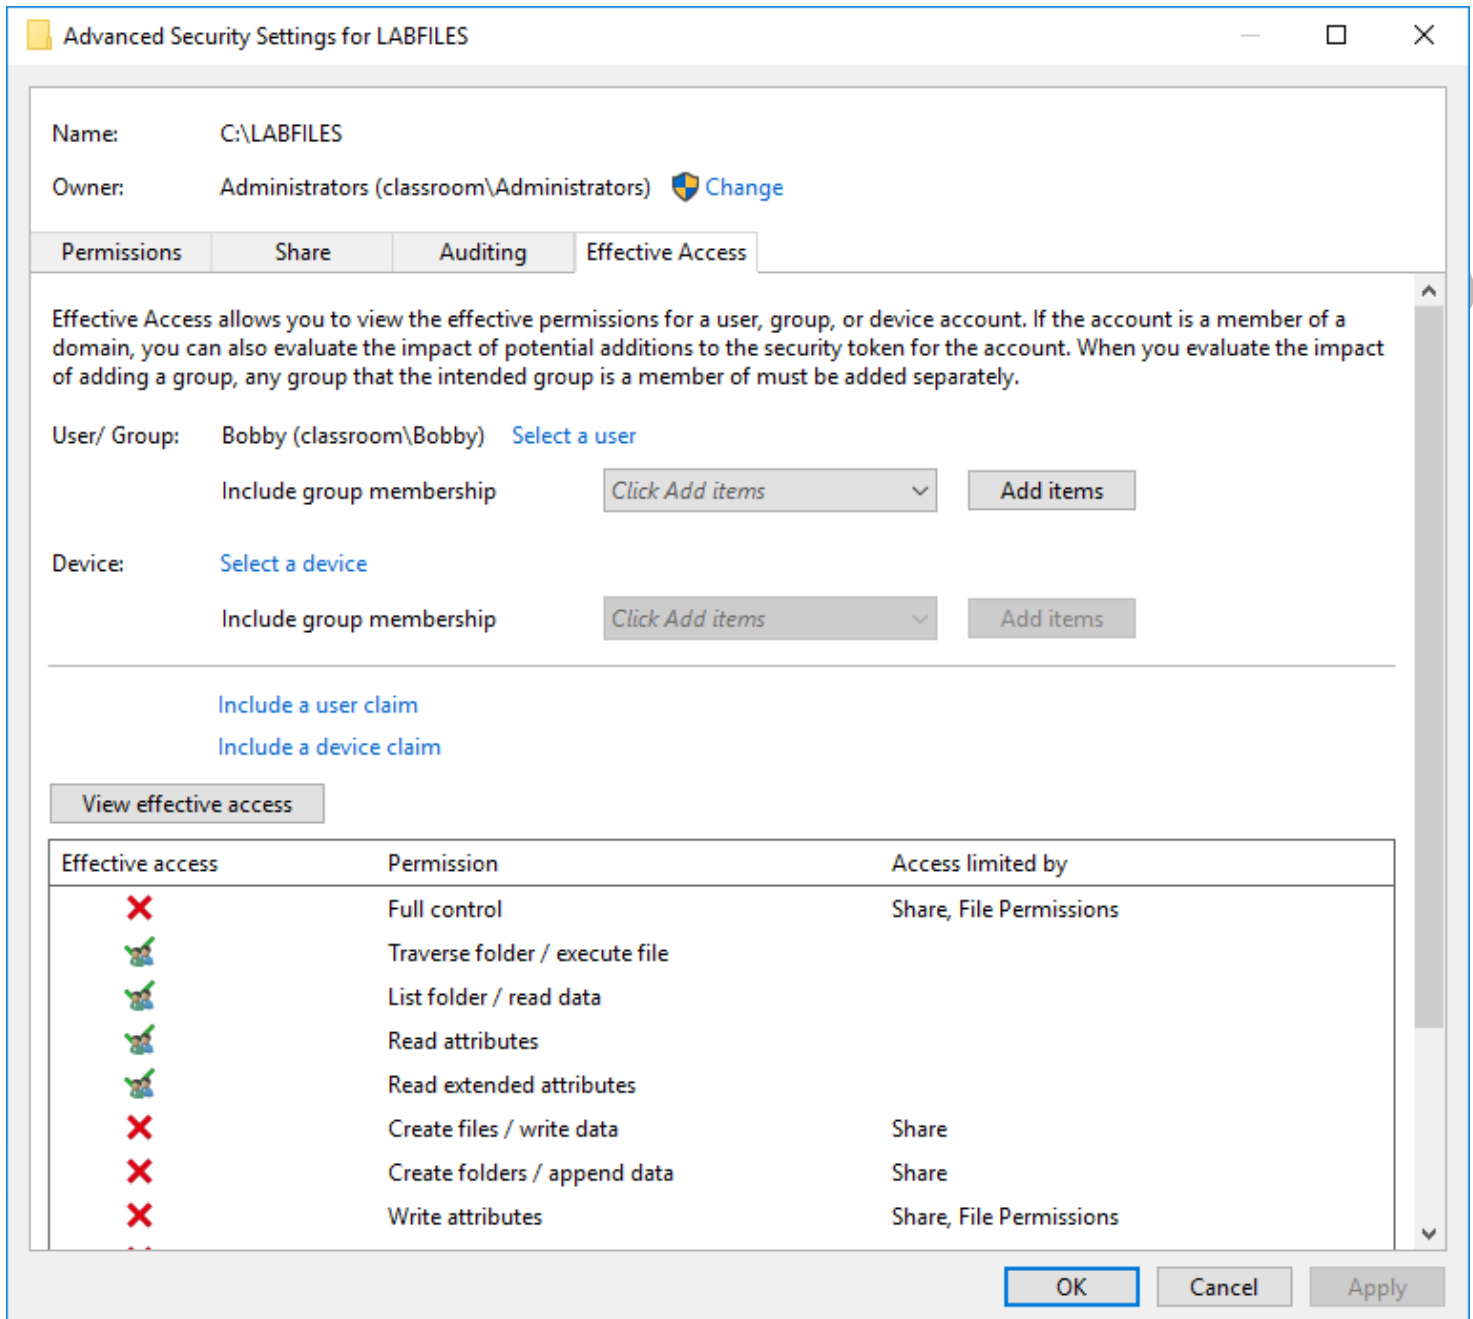 Advanced Security Settings for LABFILES
Name: C:\LABFILES
Owner: Administrators (classroom\Administrators) Change
Permissions Share Auditing Effective Access
Effective Access allows you to view the effective permissions for a user, group, or device account. If the account is a member of a
domain, you can also evaluate the impact of potential additions to the security token for the account. When you evaluate the impact
of adding a group, any group that the intended group is a member of must be added separately.
User/ Group: Bobby (classroom\Bobby) Select a user
Include group membership Click Add items Add items
Device: Select a device
Include group membership Click Add items Add items
Include a user claim
Include a device claim
View effective access
Effective access Permission Access limited by
Full control Share, File Permissions
Traverse folder / execute file
List folder / read data
Read attributes
Read extended attributes
Create files / write data Share
Create folders / append data Share
Write attributes Share, File Permissions
OK Cancel Apply